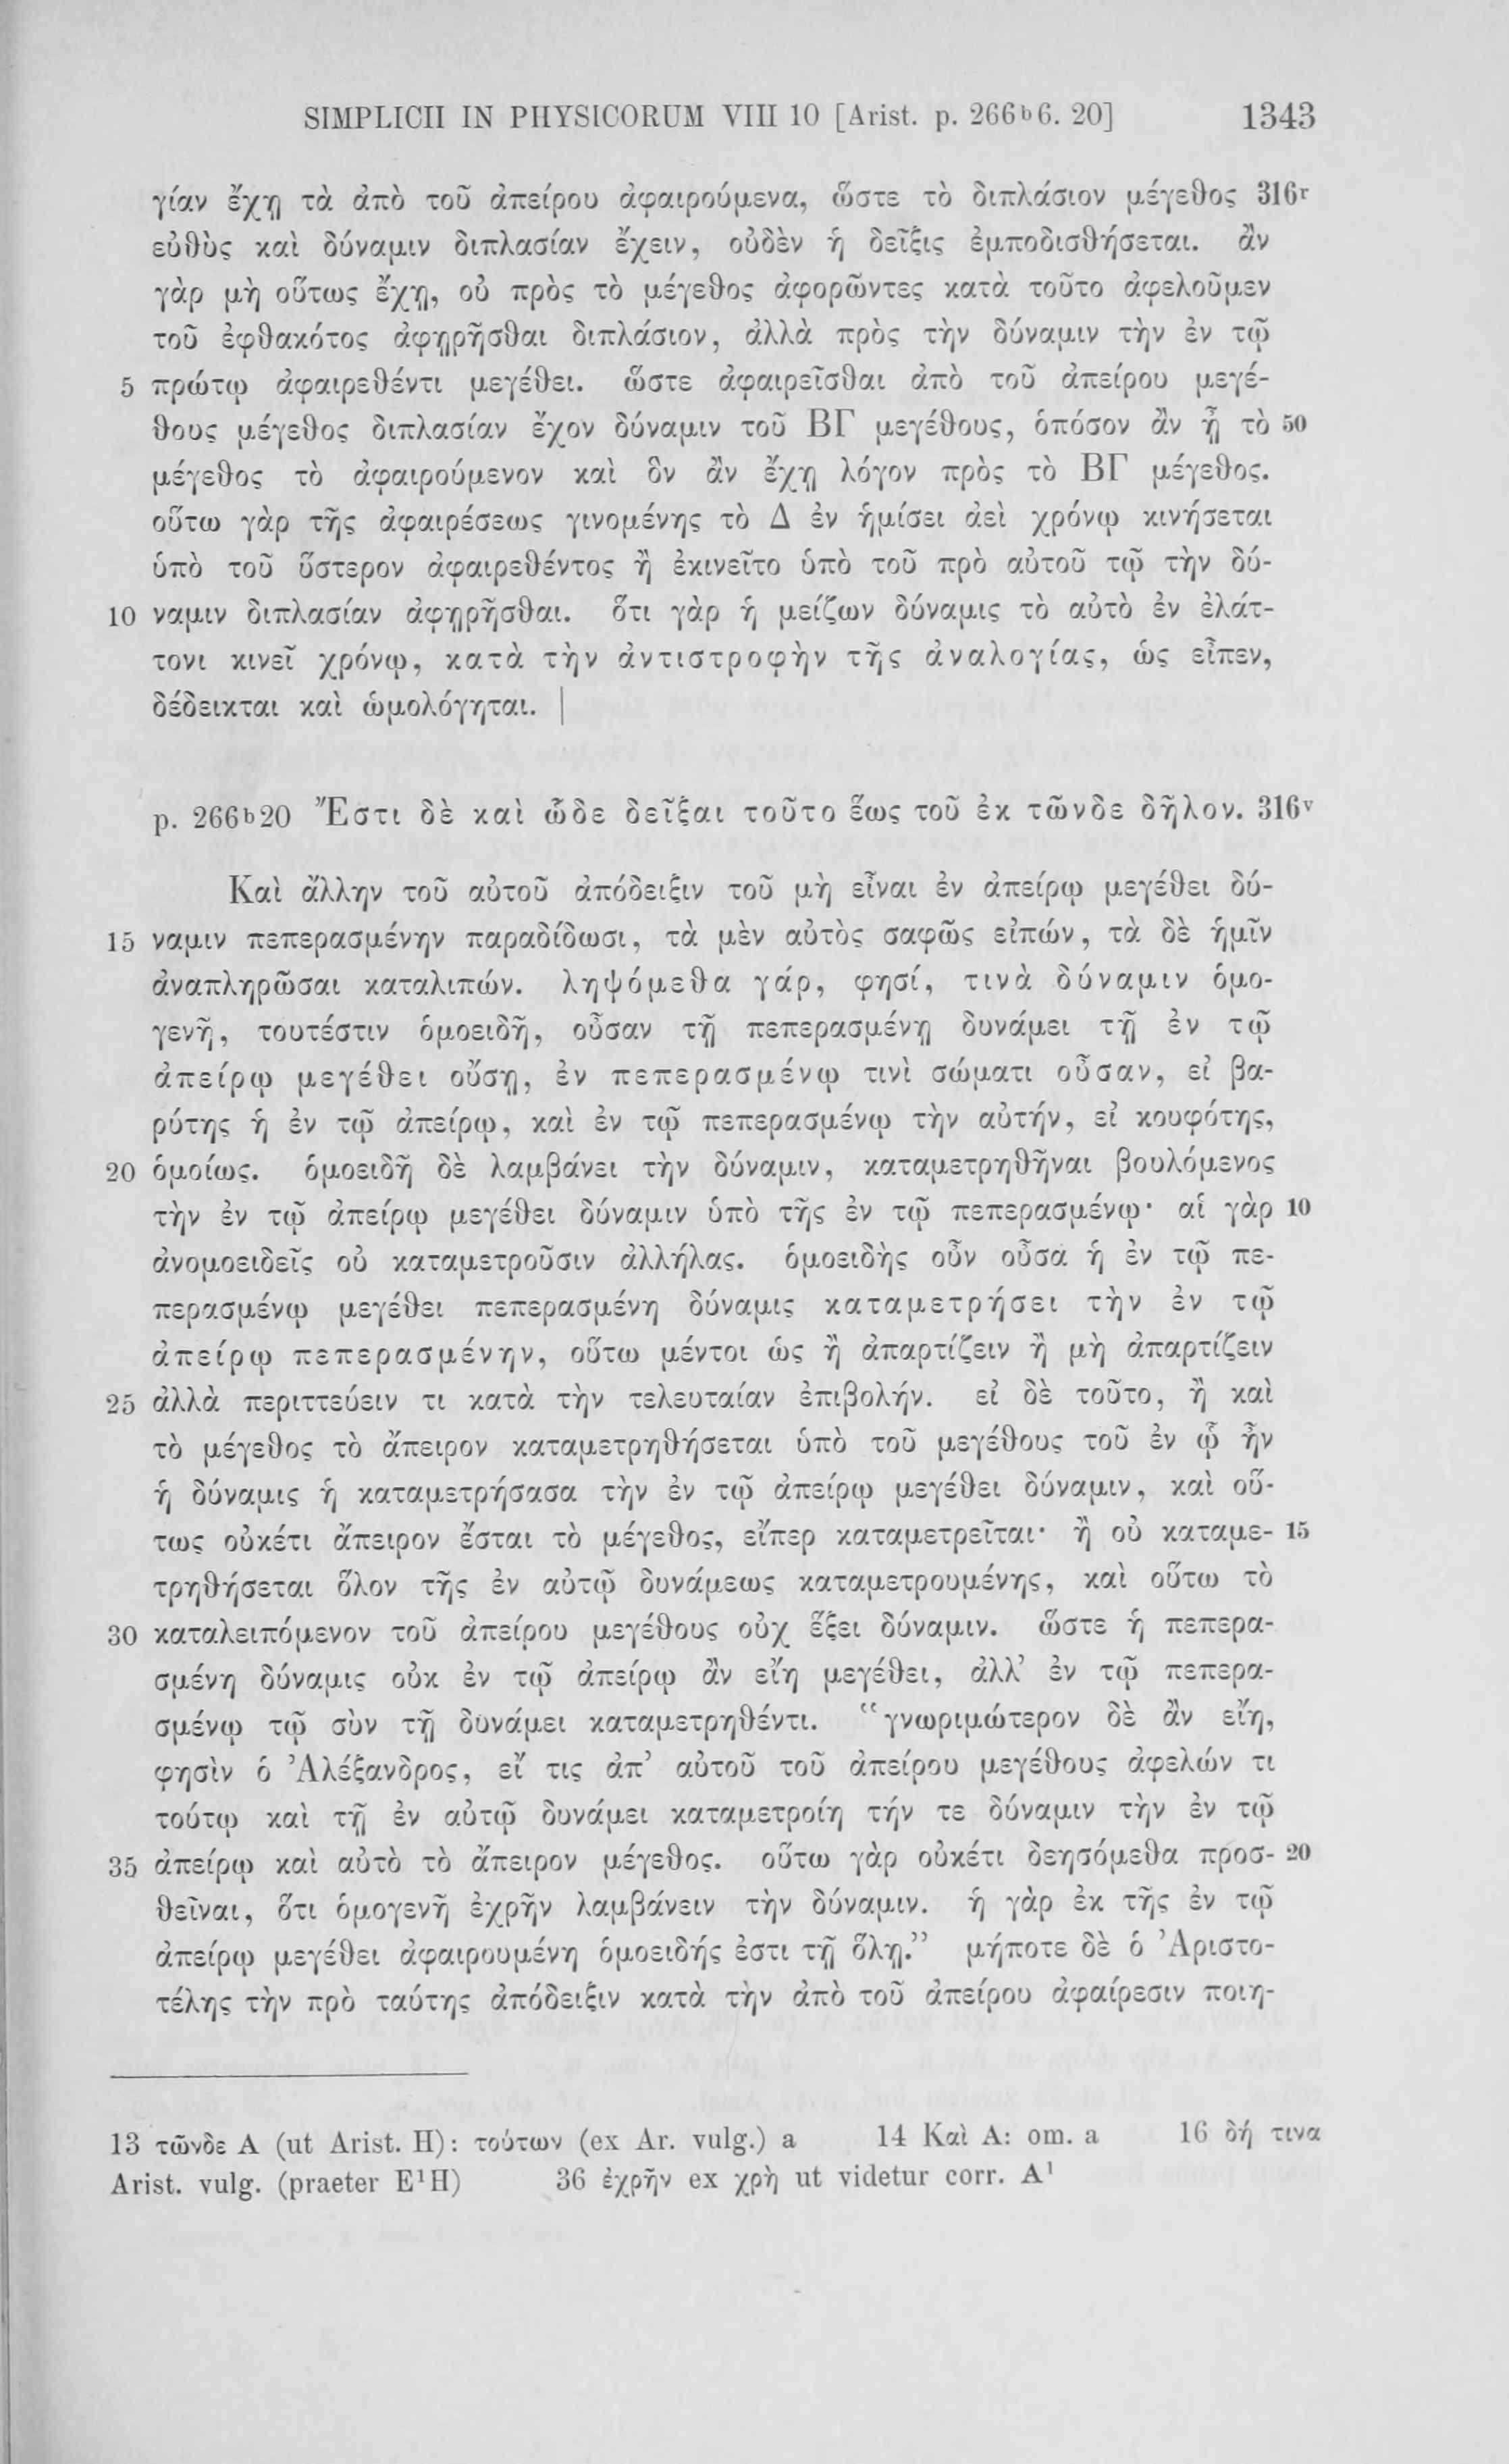 SIMPLICII IN PHYSICORUM VIII 10 [Arist. p. 266ᵇ6. 20] 1343
γίαν ἔχῃ τὰ ἀπὸ τοῦ ἀπείρου ἀφαιρούμενα, ὥστε τὸ διπλάσιον μέγεθος 316ʳ
εὐθὺς καὶ δύναμιν διπλασίαν ἔχειν, οὐδὲν ἡ δεῖξις ἐμποδισθήσεται. ἂν
γὰρ μὴ οὕτως ἔχῃ, οὐ πρὸς τὸ μέγεθος ἀφορῶντες κατὰ τοῦτο ἀφελοῦμεν
τοῦ ἐφθακότος ἀφῃρῆσθαι διπλάσιον, ἀλλὰ πρὸς τὴν δύναμιν τὴν ἐν τῷ
5 πρώτῳ ἀφαιρεθέντι μεγέθει. ὥστε ἀφαιρεῖσθαι ἀπὸ τοῦ ἀπείρου μεγέ-
θους μέγεθος διπλασίαν ἔχον δύναμιν τοῦ ΒΓ μεγέθους, ὁπόσον ἂν ᾖ τὸ 50
μέγεθος τὸ ἀφαιρούμενον καὶ ὃν ἂν ἔχῃ λόγον πρὸς τὸ ΒΓ μέγεθος.
οὕτω γὰρ τῆς ἀφαιρέσεως γινομένης τὸ Δ ἐν ἡμίσει ἀεὶ χρόνῳ κινήσεται
ὑπὸ τοῦ ὕστερον ἀφαιρεθέντος ἢ ἐκινεῖτο ὑπὸ τοῦ πρὸ αὐτοῦ τῷ τὴν δύ-
10 ναμιν διπλασίαν ἀφῃρῆσθαι. ὅτι γὰρ ἡ μείζων δύναμις τὸ αὐτὸ ἐν ἐλάτ-
τονι κινεῖ χρόνῳ, κατὰ τὴν ἀντιστροφὴν τῆς ἀναλογίας, ὡς εἶπεν,
δέδεικται καὶ ὡμολόγηται. |
p. 266ᵇ20 Ἔστι δὲ καὶ ὧδε δεῖξαι τοῦτο ἕως τοῦ ἐκ τῶνδε δῆλον. 316ᵛ
Καὶ ἄλλην τοῦ αὐτοῦ ἀπόδειξιν τοῦ μὴ εἶναι ἐν ἀπείρῳ μεγέθει δύ-
15 ναμιν πεπερασμένην παραδίδωσι, τὰ μὲν αὐτὸς σαφῶς εἰπών, τὰ δὲ ἡμῖν
ἀναπληρῶσαι καταλιπών. ληψόμεθα γάρ, φησί, τινὰ δύναμιν ὁμο-
γενῆ, τουτέστιν ὁμοειδῆ, οὖσαν τῇ πεπερασμένῃ δυνάμει τῇ ἐν τῷ
ἀπείρῳ μεγέθει οὔσῃ, ἐν πεπερασμένῳ τινὶ σώματι οὖσαν, εἰ βα-
ρύτης ἡ ἐν τῷ ἀπείρῳ, καὶ ἐν τῷ πεπερασμένῳ τὴν αὐτήν, εἰ κουφότης,
20 ὁμοίως. ὁμοειδῆ δὲ λαμβάνει τὴν δύναμιν, καταμετρηθῆναι βουλόμενος
τὴν ἐν τῷ ἀπείρῳ μεγέθει δύναμιν ὑπὸ τῆς ἐν τῷ πεπερασμένῳ· αἱ γὰρ 10
ἀνομοειδεῖς οὐ καταμετροῦσιν ἀλλήλας. ὁμοειδὴς οὖν οὖσα ἡ ἐν τῷ πε-
περασμένῳ μεγέθει πεπερασμένη δύναμις καταμετρήσει τὴν ἐν τῷ
ἀπείρῳ πεπερασμένην, οὕτω μέντοι ὡς ἢ ἀπαρτίζειν ἢ μὴ ἀπαρτίζειν
25 ἀλλὰ περιττεύειν τι κατὰ τὴν τελευταίαν ἐπιβολήν. εἰ δὲ τοῦτο, ἢ καὶ
τὸ μέγεθος τὸ ἄπειρον καταμετρηθήσεται ὑπὸ τοῦ μεγέθους τοῦ ἐν ᾧ ἦν
ἡ δύναμις ἡ καταμετρήσασα τὴν ἐν τῷ ἀπείρῳ μεγέθει δύναμιν, καὶ οὕ-
τως οὐκέτι ἄπειρον ἔσται τὸ μέγεθος, εἴπερ καταμετρεῖται· ἢ οὐ καταμε- 15
τρηθήσεται ὅλον τῆς ἐν αὐτῷ δυνάμεως καταμετρουμένης, καὶ οὕτω τὸ
30 καταλειπόμενον τοῦ ἀπείρου μεγέθους οὐχ ἕξει δύναμιν. ὥστε ἡ πεπερα-
σμένη δύναμις οὐκ ἐν τῷ ἀπείρῳ ἂν εἴη μεγέθει, ἀλλ’ ἐν τῷ πεπερα-
σμένῳ τῷ σὺν τῇ δυνάμει καταμετρηθέντι. “γνωριμώτερον δὲ ἂν εἴη,
φησὶν ὁ Ἀλέξανδρος, εἴ τις ἀπ’ αὐτοῦ τοῦ ἀπείρου μεγέθους ἀφελών τι
τούτῳ καὶ τῇ ἐν αὐτῷ δυνάμει καταμετροίη τήν τε δύναμιν τὴν ἐν τῷ
35 ἀπείρῳ καὶ αὐτὸ τὸ ἄπειρον μέγεθος. οὕτω γὰρ οὐκέτι δεησόμεθα προσ- 20
θεῖναι, ὅτι ὁμογενῆ ἐχρῆν λαμβάνειν τὴν δύναμιν. ἡ γὰρ ἐκ τῆς ἐν τῷ
ἀπείρῳ μεγέθει ἀφαιρουμένη ὁμοειδής ἐστι τῇ ὅλῃ.” μήποτε δὲ ὁ Ἀριστο-
τέλης τὴν πρὸ ταύτης ἀπόδειξιν κατὰ τὴν ἀπὸ τοῦ ἀπείρου ἀφαίρεσιν ποιη-
13 τῶνδε A (ut Arist. H): τούτων (ex Ar. vulg.) a 14 Καὶ A: om. a 16 δή τινα
Arist. vulg. (praeter E¹H) 36 ἐχρῆν ex χρὴ ut videtur corr. A¹